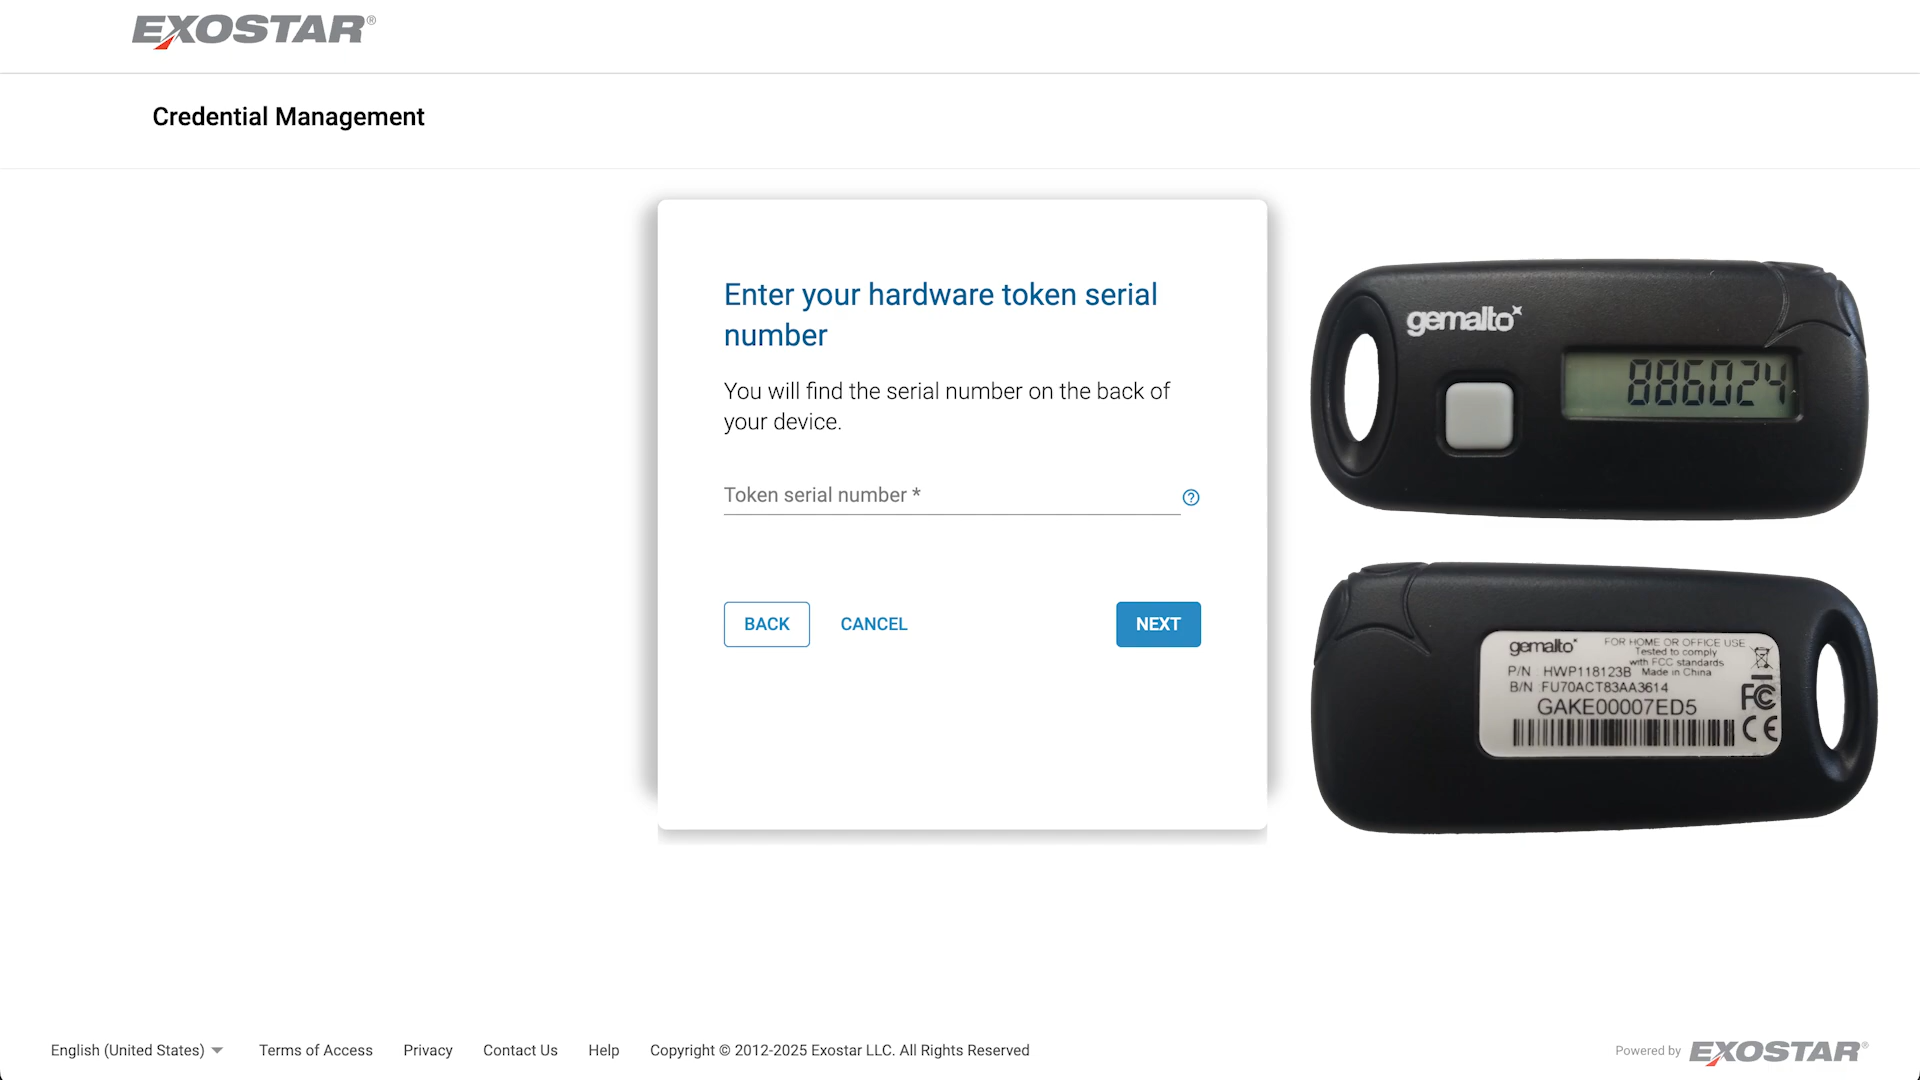 EXOSTAR®
Credential Management
Enter your hardware token serial
number
You will find the serial number on the back of
your device.
Token serial number *
BACK
CANCEL
NEXT
gemalto
886024
gemalto
FOR HOME OR OFFICE USE
Tested to comply
with FCC standards
P/N HWP118123B Made in China
B/N FU70ACT83AA3614
GAKE00007ED5
FC
CE
English (United States)
Terms of Access
Privacy
Contact Us
Help
Copyright © 2012-2025 Exostar LLC. All Rights Reserved
Powered by EXOSTAR®